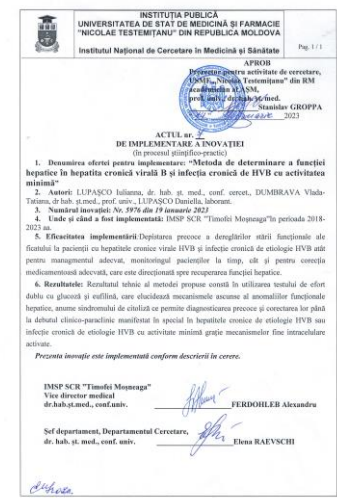 INSTITUȚIA PUBLICĂ
UNIVERSITATEA DE STAT DE MEDICINĂ ȘI FARMACIE
"NICOLAE TESTEMIȚANU" DIN REPUBLICA MOLDOVA
Institutul Național de Cercetare în Medicină și Sănătate
Pag. 1 / 1
APROB
Prorector pentru activitate de cercetare,
USMF „Nicolae Testemițanu" din RM
academician al AȘM,
prof. univ., dr. hab. șt. med.
Stanislav GROPPA
2023
ACTUL nr.
DE IMPLEMENTARE A INOVAȚIEI
(în procesul științifico-practic)
1. Denumirea ofertei pentru implementare: "Metoda de determinare a funcției
hepatice în hepatita cronică virală B și infecția cronică de HVB cu activitatea
minimă"
2. Autori: LUPAȘCO Iulianna, dr. hab. șt. med., conf. cercet., DUMBRAVA Vlada-
Tatiana, dr. hab. șt.med., prof. univ., LUPAȘCO Daniella, laborant.
3. Numărul inovației: Nr. 5976 din 19 ianuarie 2023
4. Unde și când a fost implimentată: IMSP SCR "Timofei Moșneaga"în perioada 2018-
2023 aa.
5. Eficacitatea implementării:Depistarea precoce a dereglărilor stării funcționale ale
ficatului la pacienții cu hepatitele cronice virale HVB și infecție cronică de etiologie HVB atât
pentru managmentul adecvat, monitoringul pacienților la timp, cât și pentru corecția
medicamentoasă adecvată, care este direcționată spre recuperarea funcției hepatice.
6. Rezultatele: Rezultatul tehnic al metodei propuse constă în utilizarea testului de efort
dublu cu glucoză și eufilină, care elucidează mecanismele ascunse al anomaliilor funcționale
hepatice, anume sindromului de citoliză ce permite diagnosticarea precoce și corectarea lor până
la debutul clinico-paraclinic manifestat în special în hepatitele cronice de etiologie HVB sau
infecție cronică de etiologie HVB cu activitate minimă grație mecanismelor fine intracelulare
activate.
Prezenta inovație este implementată conform descrierii în cerere.
IMSP SCR "Timofei Moșneaga"
Vice director medical
dr.hab.șt.med., conf.univ.
FERDOHLEB Alexandru
Șef departament, Departamentul Cercetare,
dr. hab. șt. med., conf. univ.
Elena RAEVSCHI